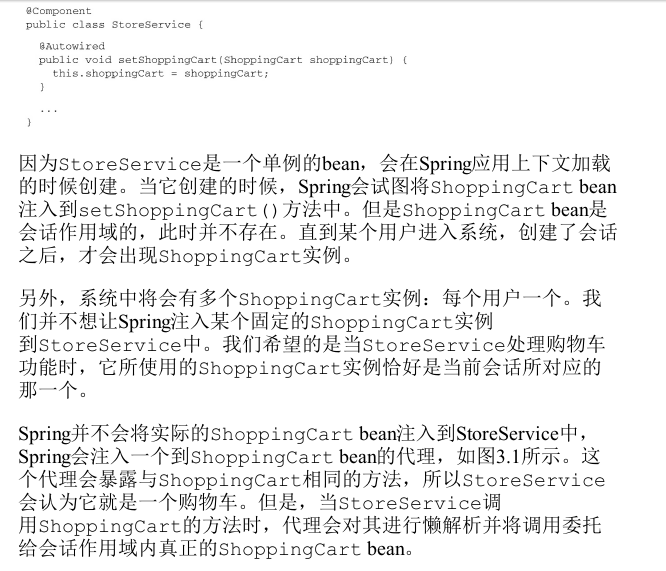 @Component
public class StoreService {
@Autowired
public void setShoppingCart(ShoppingCart shoppingCart) {
this.shoppingCart = shoppingCart;
}
...
}
因为StoreService是一个单例的bean，会在Spring应用上下文加载
的时候创建。当它创建的时候，Spring会试图将ShoppingCart bean
注入到setShoppingCart()方法中。但是ShoppingCart bean是
会话作用域的，此时并不存在。直到某个用户进入系统，创建了会话
之后，才会出现ShoppingCart实例。
另外，系统中将会有多个ShoppingCart实例：每个用户一个。我
们并不想让Spring注入某个固定的ShoppingCart实例
到StoreService中。我们希望的是当StoreService处理购物车
功能时，它所使用的ShoppingCart实例恰好是当前会话所对应的
那一个。
Spring并不会将实际的ShoppingCart bean注入到StoreService中，
Spring会注入一个到ShoppingCart bean的代理，如图3.1所示。这
个代理会暴露与ShoppingCart相同的方法，所以StoreService
会认为它就是一个购物车。但是，当StoreService调
用ShoppingCart的方法时，代理会对其进行懒解析并将调用委托
给会话作用域内真正的ShoppingCart bean。